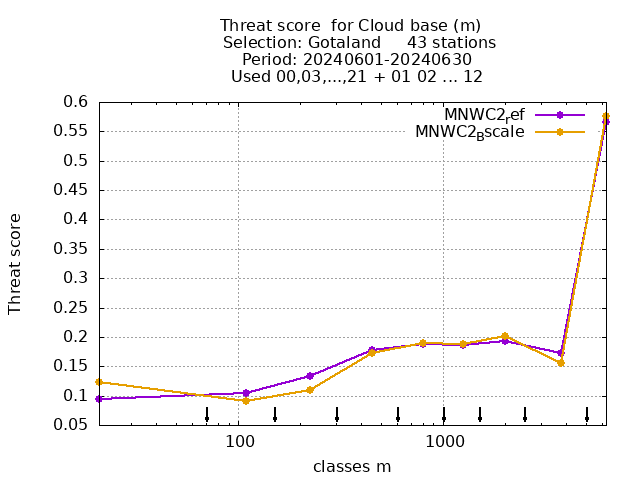 Threat score  for Cloud base (m)
Selection: Gotaland     43 stations
Period: 20240601-20240630
Used 00,03,...,21 + 01 02 ... 12
MNWC2ref
MNWC2Bscale
0.6
0.55
0.5
0.45
0.4
0.35
0.3
0.25
0.2
0.15
0.1
0.05
Threat score
100
1000
classes m